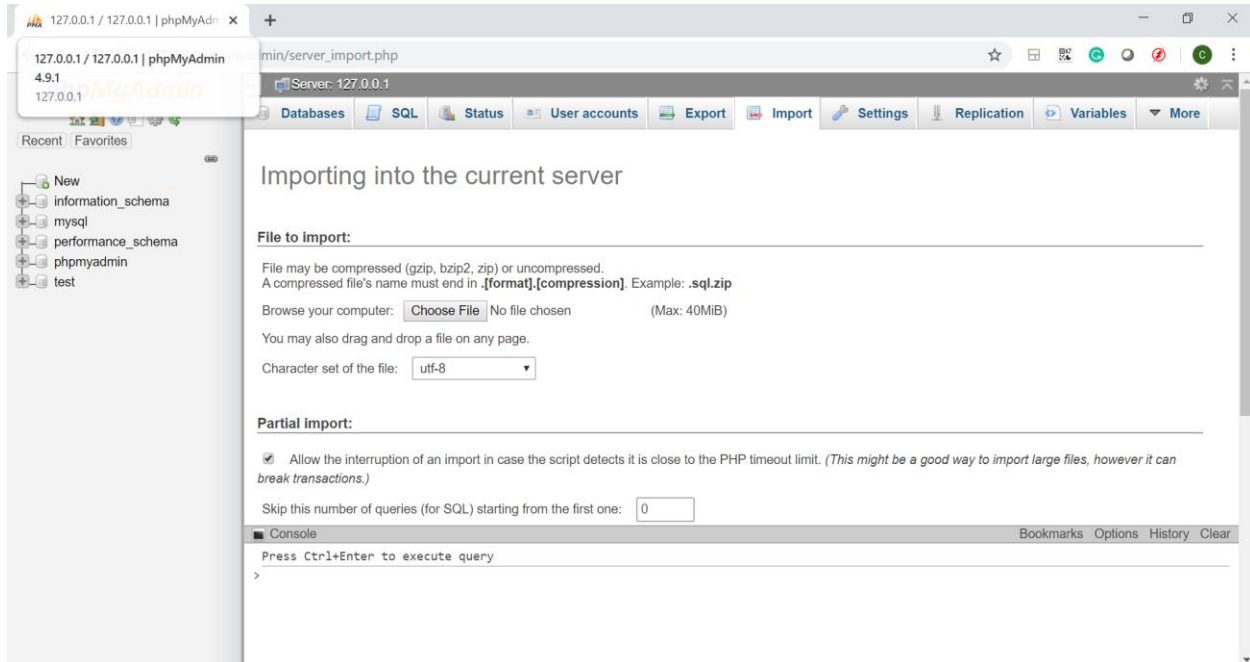 127.0.0.1 / 127.0.0.1 | phpMyAdm
127.0.0.1 / 127.0.0.1 | phpMyAdmin
4.9.1
127.0.0.1
min/server_import.php
C
phpMyAdmin
Recent Favorites
New
information_schema
mysql
performance_schema
phpmyadmin
test
Server: 127.0.0.1
Databases SQL Status User accounts Export Import Settings Replication Variables More
Importing into the current server
File to import:
File may be compressed (gzip, bzip2, zip) or uncompressed.
A compressed file's name must end in .[format].[compression]. Example: .sql.zip
Browse your computer: Choose File No file chosen (Max: 40MiB)
You may also drag and drop a file on any page.
Character set of the file: utf-8
Partial import:
Allow the interruption of an import in case the script detects it is close to the PHP timeout limit. (This might be a good way to import large files, however it can
break transactions.)
Skip this number of queries (for SQL) starting from the first one: 0
Console Bookmarks Options History Clear
Press Ctrl+Enter to execute query
>